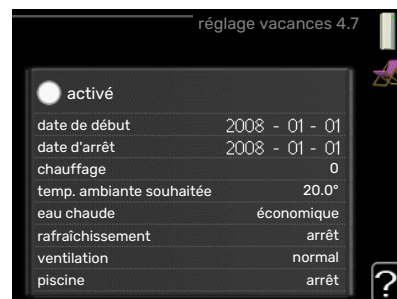 réglage vacances 4.7
activé
date de début 2008 - 01 - 01
date d'arrêt 2008 - 01 - 01
chauffage 0
temp. ambiante souhaitée 20.0°
eau chaude économique
rafraîchissement arrêt
ventilation normal
piscine arrêt
?